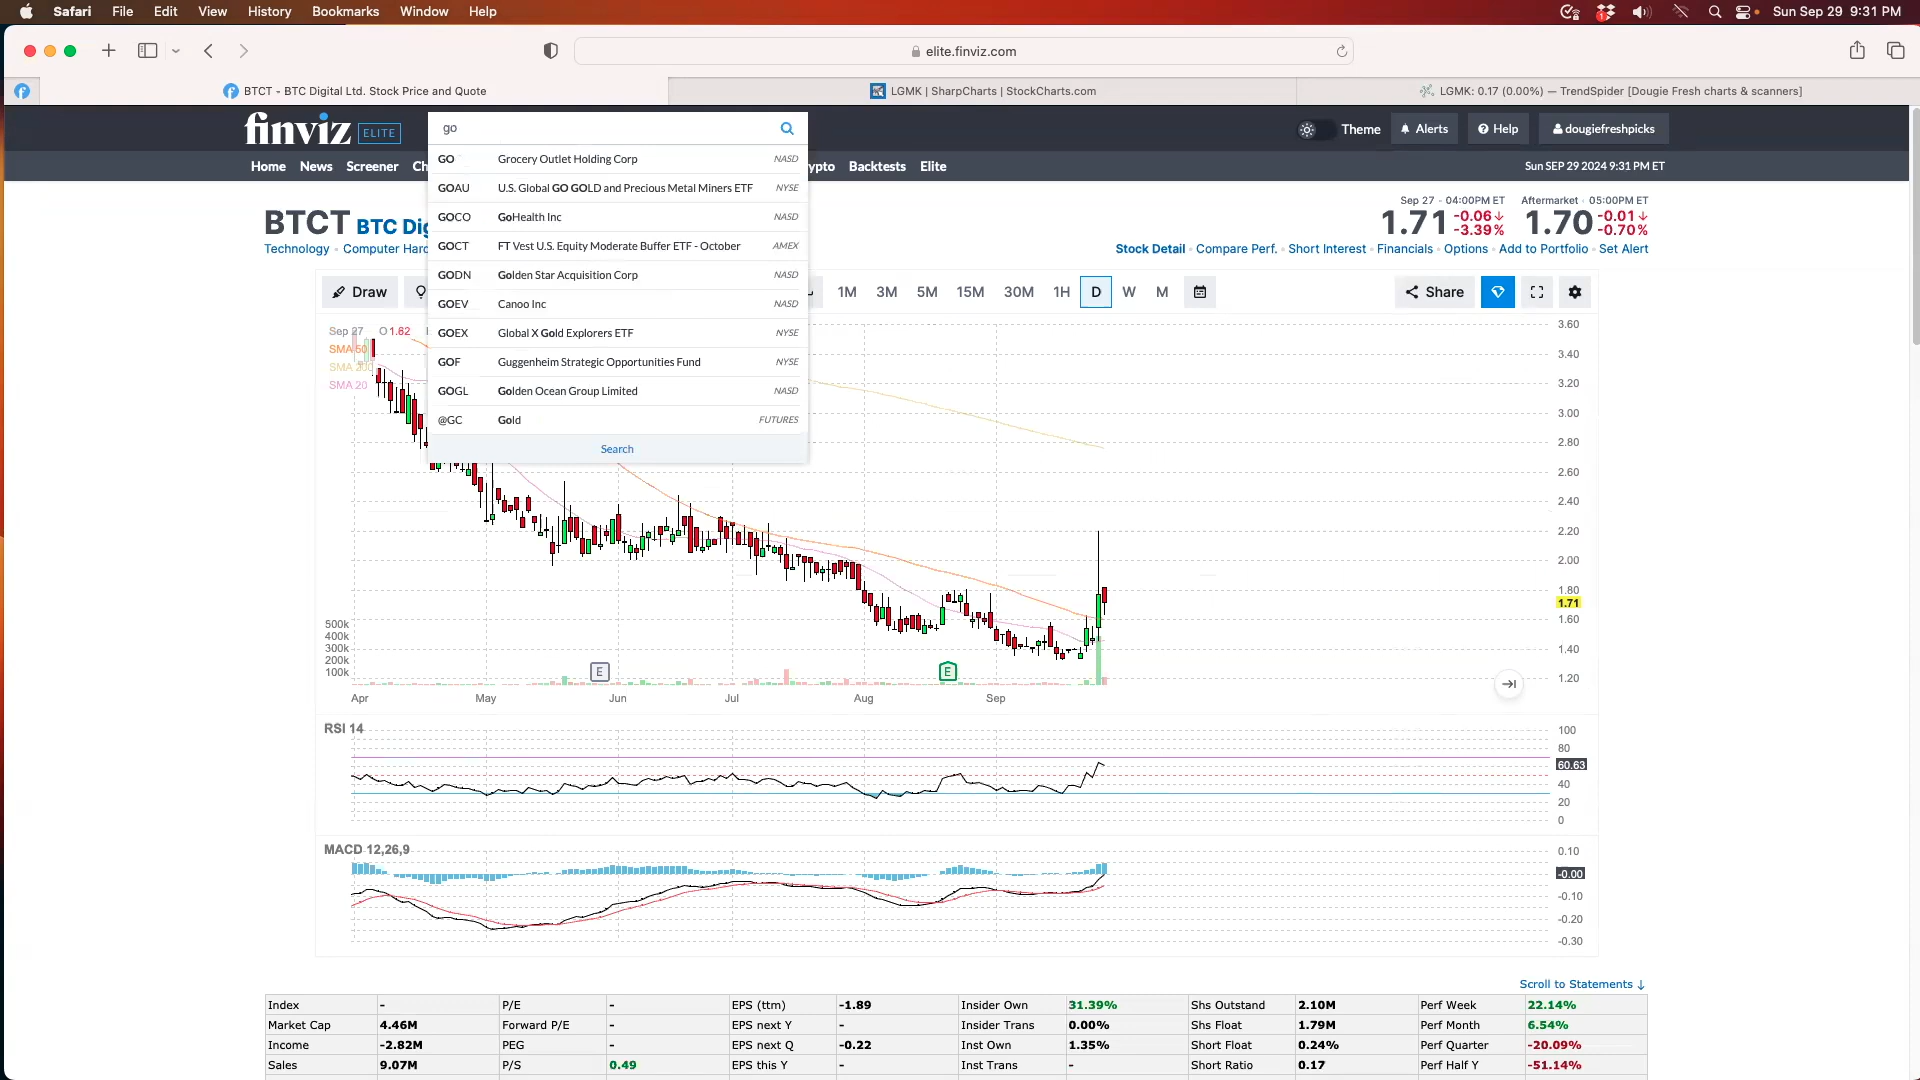 Safari File Edit View History Bookmarks Window Help Sun Sep 29 9:31 PM
elite.finviz.com
BTCT - BTC Digital Ltd. Stock Price and Quote LGMK | SharpCharts | StockCharts.com LGMK: 0.17 (0.00%) — TrendSpider [Dougie Fresh charts & scanners]
finviz ELITE go Theme Alerts Help dougiefreshpicks
Home News Screener Ch ypto Backtests Elite Sun SEP 29 2024 9:31 PM ET
GO Grocery Outlet Holding Corp NASD
GOAU U.S. Global GO GOLD and Precious Metal Miners ETF NYSE
GOCO GoHealth Inc NASD
GOCT FT Vest U.S. Equity Moderate Buffer ETF - October AMEX
GODN Golden Star Acquisition Corp NASD
GOEV Canoo Inc NASD
GOEX Global X Gold Explorers ETF NYSE
GOF Guggenheim Strategic Opportunities Fund NYSE
GOGL Golden Ocean Group Limited NASD
@GC Gold FUTURES
Search
BTCT BTC Dig
Technology · Computer Hard
Sep 27 · 04:00PM ET Aftermarket · 05:00PM ET
1.71 -0.06↓ -3.39% 1.70 -0.01↓ -0.70%
Stock Detail · Compare Perf. · Short Interest · Financials · Options · Add to Portfolio · Set Alert
Draw 1M 3M 5M 15M 30M 1H D W M Share
Sep 27 O 1.62
SMA 50
SMA 200
SMA 20
3.60
3.40
3.20
3.00
2.80
2.60
2.40
2.20
2.00
1.80
1.71
1.60
1.40
1.20
500k
400k
300k
200k
100k
E E
Apr May Jun Jul Aug Sep
RSI 14
100
80
60.63
40
20
0
MACD 12,26,9
0.10
-0.00
-0.10
-0.20
-0.30
Scroll to Statements ↓
Index - P/E - EPS (ttm) -1.89 Insider Own 31.39% Shs Outstand 2.10M Perf Week 22.14%
Market Cap 4.46M Forward P/E - EPS next Y - Insider Trans 0.00% Shs Float 1.79M Perf Month 6.54%
Income -2.82M PEG - EPS next Q -0.22 Inst Own 1.35% Short Float 0.24% Perf Quarter -20.09%
Sales 9.07M P/S 0.49 EPS this Y - Inst Trans - Short Ratio 0.17 Perf Half Y -51.14%